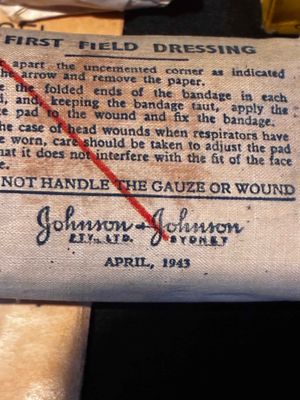 FIRST FIELD DRESSING
apart the uncemented corner as indicated
arrow and remove the paper.
the folded ends of the bandage in each
and, keeping the bandage taut, apply the
pad to the wound and fix the bandage.
the case of head wounds when respirators have
worn, care should be taken to adjust the pad
that it does not interfere with the fit of the face
NOT HANDLE THE GAUZE OR WOUND
Johnson + Johnson
PTY. LTD. SYDNEY
APRIL, 1943